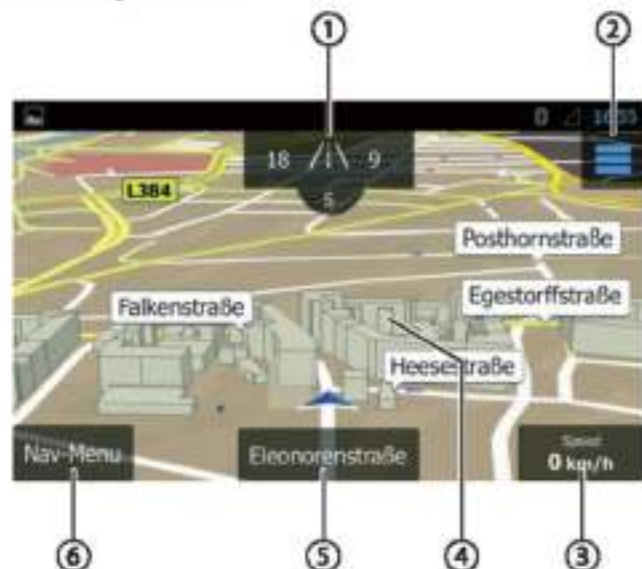 ① ②
18 9
5
L384
Posthornstraße
Falkenstraße
Egestorffstraße
Heesestraße
Nav-Menu
Eleonorenstraße
Speed
0 km/h
⑥ ⑤ ④ ③